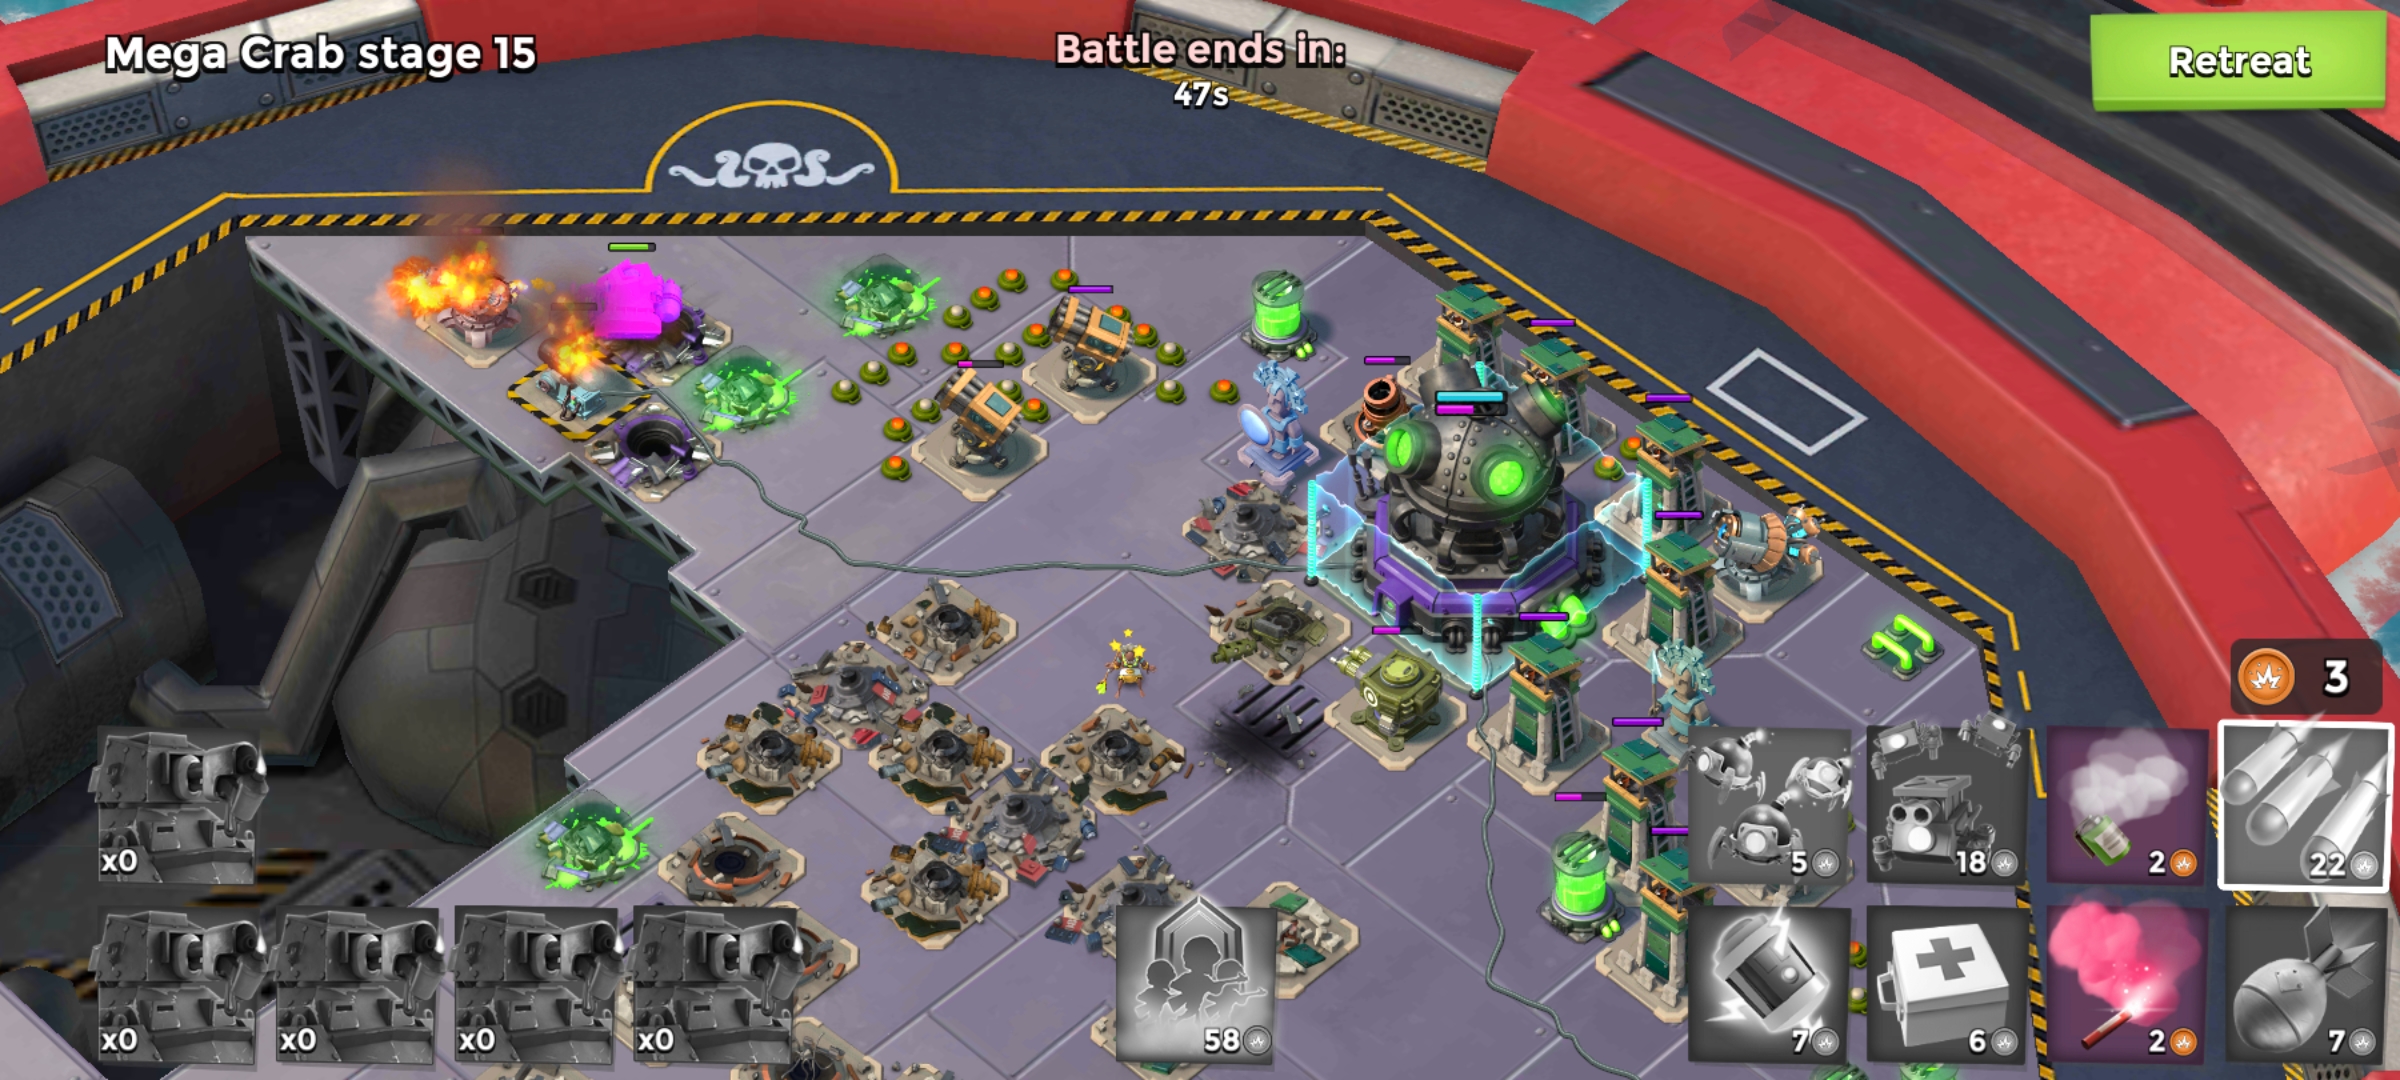 Mega Crab stage 15
Battle ends in:
47s
Retreat
3
x0
5
18
2
22
x0
x0
x0
x0
58
7
6
2
7